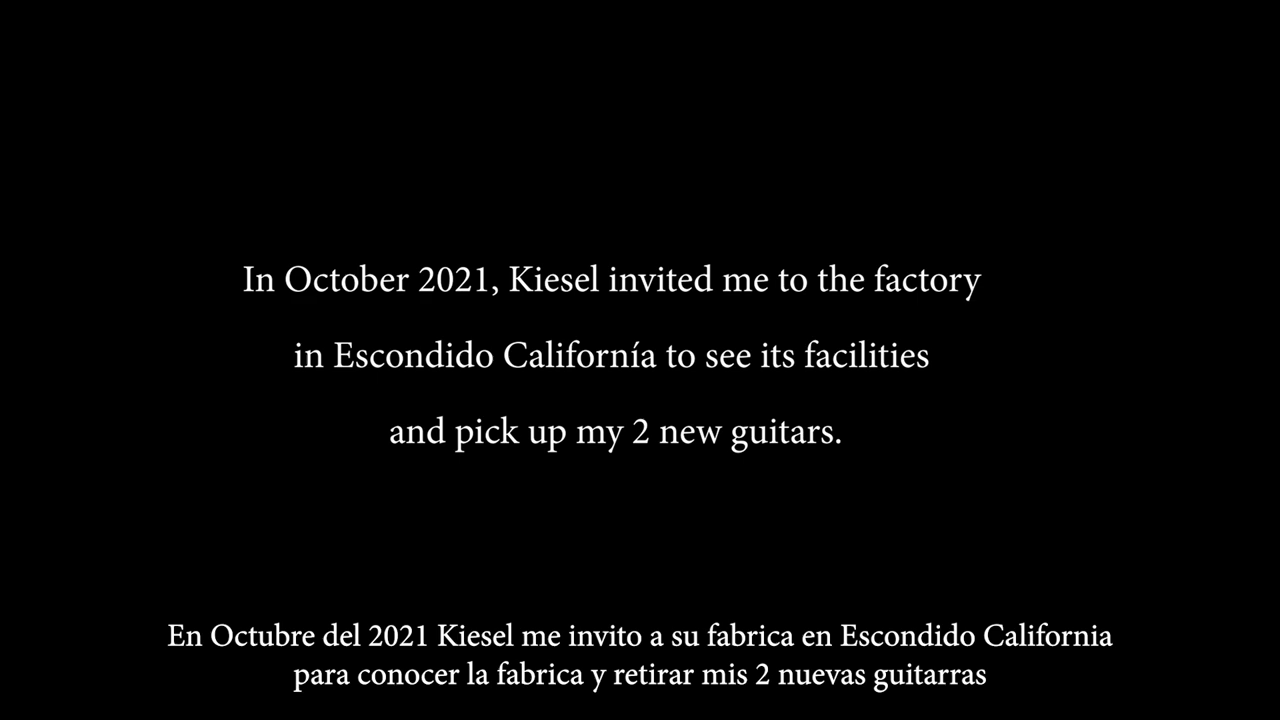 In October 2021, Kiesel invited me to the factory
in Escondido Californía to see its facilities
and pick up my 2 new guitars.
En Octubre del 2021 Kiesel me invito a su fabrica en Escondido California
para conocer la fabrica y retirar mis 2 nuevas guitarras